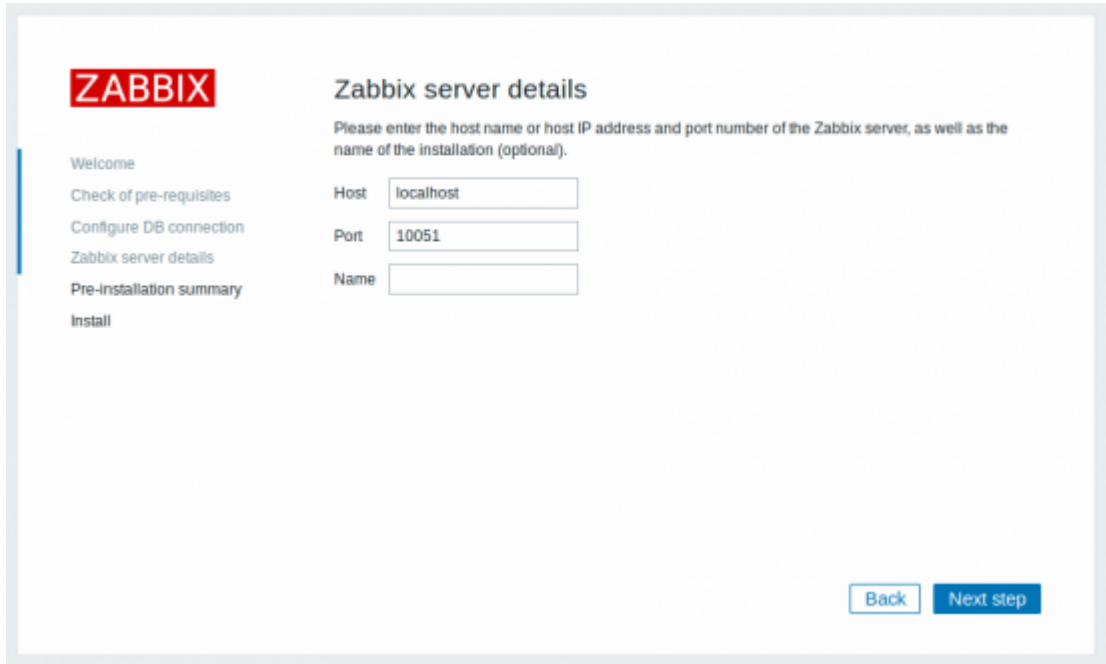 ZABBIX
Welcome
Check of pre-requisites
Configure DB connection
Zabbix server details
Pre-installation summary
Install
Zabbix server details
Please enter the host name or host IP address and port number of the Zabbix server, as well as the
name of the installation (optional).
Host localhost
Port 10051
Name
Back Next step